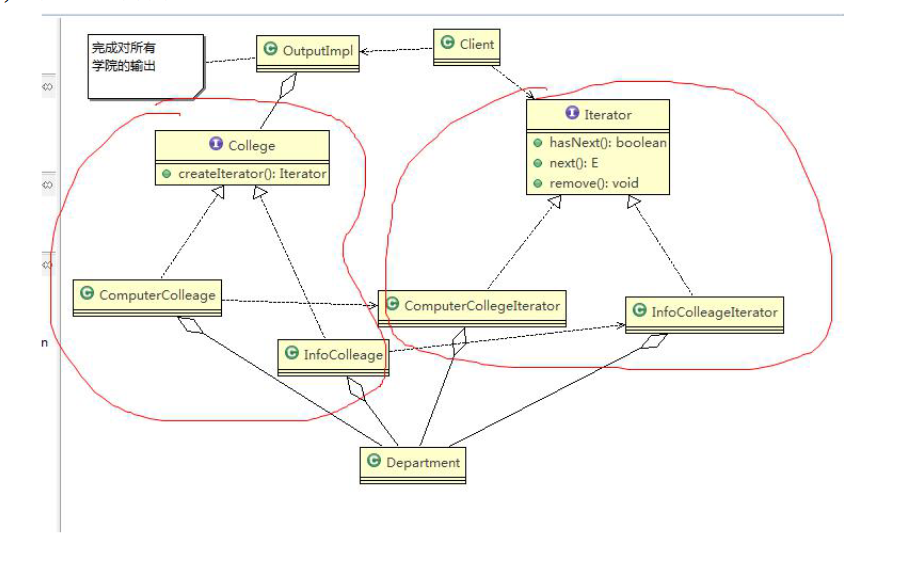 完成对所有
学院的输出
C OutputImpl
C Client
I College
createIterator(): Iterator
I Iterator
hasNext(): boolean
next(): E
remove(): void
C ComputerColleage
C ComputerCollegeIterator
C InfoColleageIterator
C InfoColleage
n
C Department